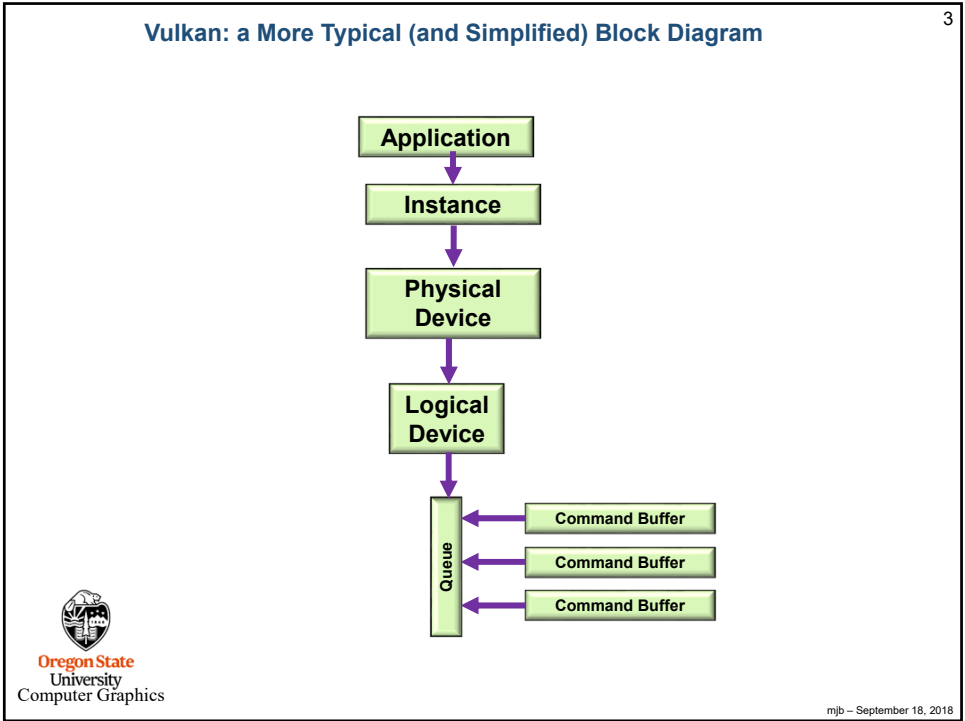 3
Vulkan: a More Typical (and Simplified) Block Diagram
Application
Instance
Physical
Device
Logical
Device
Queue
Command Buffer
Command Buffer
Command Buffer
Oregon State
University
Computer Graphics
mjb – September 18, 2018